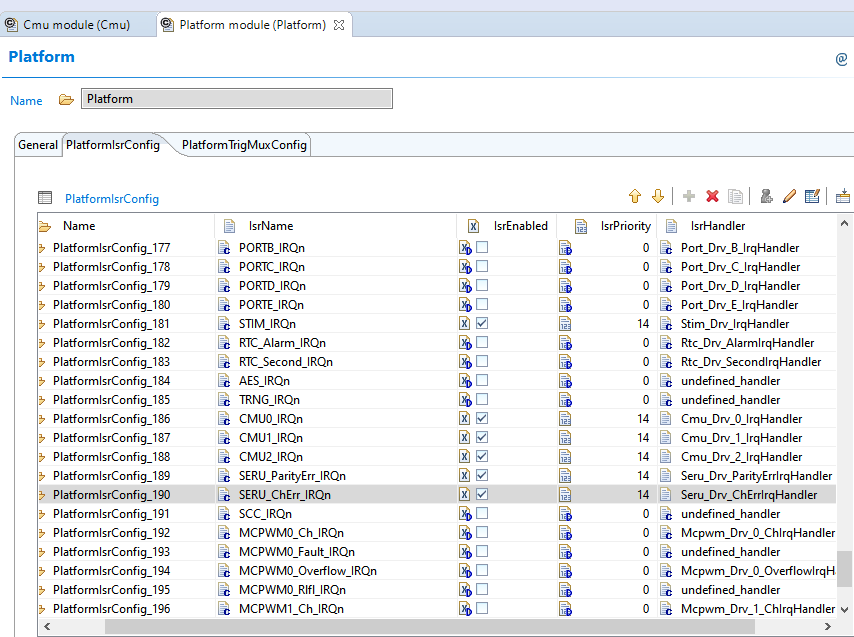 Cmu module (Cmu) Platform module (Platform)
Platform
Name Platform
General PlatformIsrConfig PlatformTrigMuxConfig
PlatformIsrConfig
Name IsrName IsrEnabled IsrPriority IsrHandler
PlatformIsrConfig_177 PORTB_IRQn 0 Port_Drv_B_IrqHandler
PlatformIsrConfig_178 PORTC_IRQn 0 Port_Drv_C_IrqHandler
PlatformIsrConfig_179 PORTD_IRQn 0 Port_Drv_D_IrqHandler
PlatformIsrConfig_180 PORTE_IRQn 0 Port_Drv_E_IrqHandler
PlatformIsrConfig_181 STIM_IRQn 14 Stim_Drv_IrqHandler
PlatformIsrConfig_182 RTC_Alarm_IRQn 0 Rtc_Drv_AlarmIrqHandler
PlatformIsrConfig_183 RTC_Second_IRQn 0 Rtc_Drv_SecondIrqHandler
PlatformIsrConfig_184 AES_IRQn 0 undefined_handler
PlatformIsrConfig_185 TRNG_IRQn 0 undefined_handler
PlatformIsrConfig_186 CMU0_IRQn 14 Cmu_Drv_0_IrqHandler
PlatformIsrConfig_187 CMU1_IRQn 14 Cmu_Drv_1_IrqHandler
PlatformIsrConfig_188 CMU2_IRQn 14 Cmu_Drv_2_IrqHandler
PlatformIsrConfig_189 SERU_ParityErr_IRQn 14 Seru_Drv_ParityErrIrqHandler
PlatformIsrConfig_190 SERU_ChErr_IRQn 14 Seru_Drv_ChErrIrqHandler
PlatformIsrConfig_191 SCC_IRQn 0 undefined_handler
PlatformIsrConfig_192 MCPWM0_Ch_IRQn 0 Mcpwm_Drv_0_ChIrqHandler
PlatformIsrConfig_193 MCPWM0_Fault_IRQn 0 undefined_handler
PlatformIsrConfig_194 MCPWM0_Overflow_IRQn 0 Mcpwm_Drv_0_OverflowIrqH
PlatformIsrConfig_195 MCPWM0_Rlfl_IRQn 0 undefined_handler
PlatformIsrConfig_196 MCPWM1_Ch_IRQn 0 Mcpwm_Drv_1_ChIrqHandler